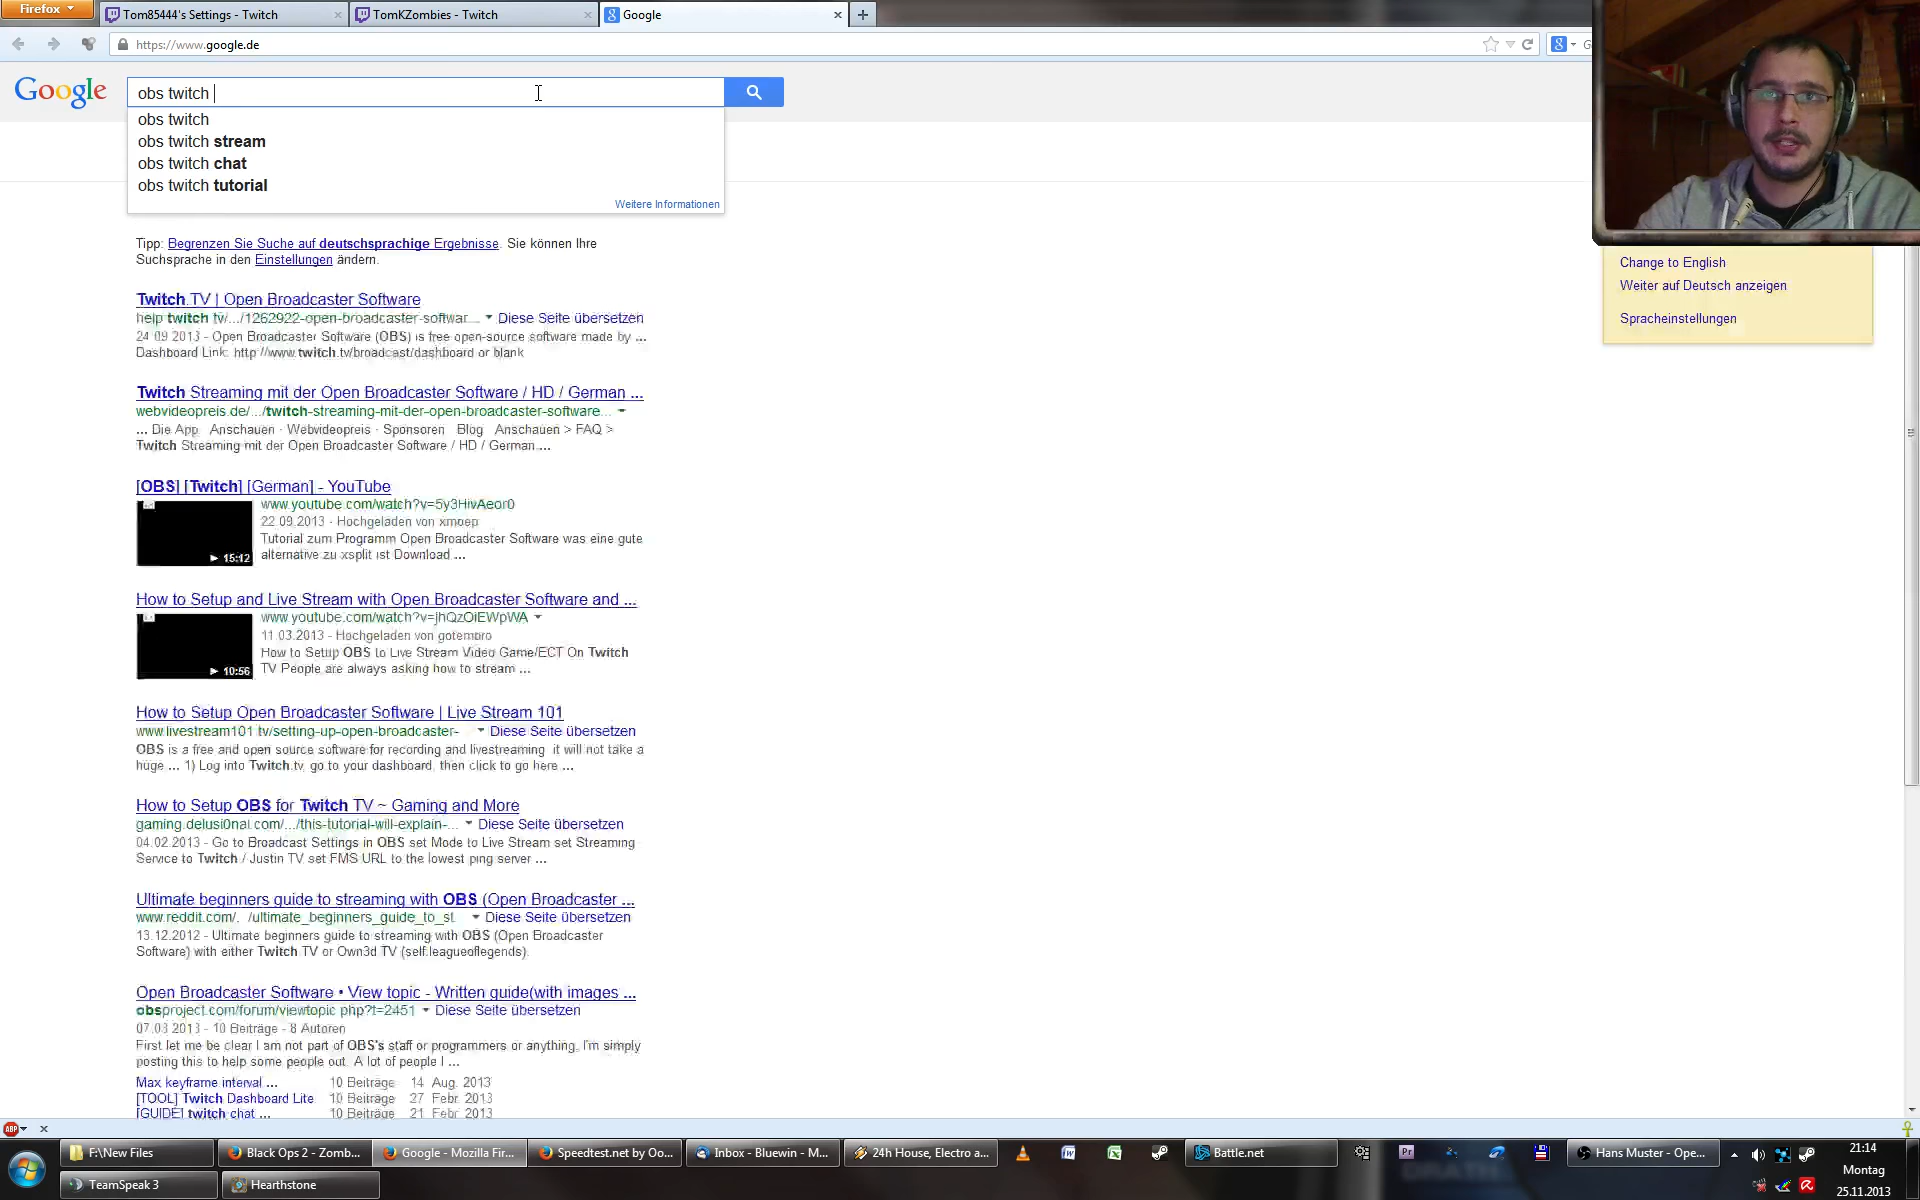 Firefox
Tom85444's Settings - Twitch
TomKZombies - Twitch
Google
https://www.google.de
Google
obs twitch
obs twitch
obs twitch stream
obs twitch chat
obs twitch tutorial
Weitere Informationen
Tipp: Begrenzen Sie Suche auf deutschsprachige Ergebnisse. Sie können Ihre
Suchsprache in den Einstellungen ändern.
Change to English
Weiter auf Deutsch anzeigen
Spracheinstellungen
Twitch.TV | Open Broadcaster Software
help.twitch.tv/.../1262922-open-broadcaster-softwar... Diese Seite übersetzen
24.09.2013 - Open Broadcaster Software (OBS) is free open-source software made by ...
Dashboard Link: http://www.twitch.tv/broadcast/dashboard or blank
Twitch Streaming mit der Open Broadcaster Software / HD / German ...
webvideopreis.de/.../twitch-streaming-mit-der-open-broadcaster-software...
... Die App · Anschauen · Webvideopreis · Sponsoren · Blog · Anschauen > FAQ >
Twitch Streaming mit der Open Broadcaster Software / HD / German ...
[OBS] [Twitch] [German] - YouTube
15:12
www.youtube.com/watch?v=5y3HivAeor0
22.09.2013 - Hochgeladen von xmoep
Tutorial zum Programm Open Broadcaster Software was eine gute
alternative zu xsplit ist Download ...
How to Setup and Live Stream with Open Broadcaster Software and ...
10:56
www.youtube.com/watch?v=jhQzOiEWpWA
11.03.2013 - Hochgeladen von gotembro
How to Setup OBS to Live Stream Video Game/ECT On Twitch
TV People are always asking how to stream ...
How to Setup Open Broadcaster Software | Live Stream 101
www.livestream101.tv/setting-up-open-broadcaster- Diese Seite übersetzen
OBS is a free and open source software for recording and livestreaming it will not take a
huge ... 1) Log into Twitch.tv, go to your dashboard, then click to go here ...
How to Setup OBS for Twitch TV ~ Gaming and More
gaming.delusi0nal.com/.../this-tutorial-will-explain-... Diese Seite übersetzen
04.02.2013 - Go to Broadcast Settings in OBS set Mode to Live Stream set Streaming
Service to Twitch / Justin TV set FMS URL to the lowest ping server ...
Ultimate beginners guide to streaming with OBS (Open Broadcaster ...
www.reddit.com/.../ultimate_beginners_guide_to_st... Diese Seite übersetzen
13.12.2012 - Ultimate beginners guide to streaming with OBS (Open Broadcaster
Software) with either Twitch TV or Own3d TV (self.leagueoflegends).
Open Broadcaster Software • View topic - Written guide(with images ...
obsproject.com/forum/viewtopic.php?t=2451 Diese Seite übersetzen
07.03.2013 - 10 Beiträge - 8 Autoren
First let me be clear I am not part of OBS's staff or programmers or anything, I'm simply
posting this to help some people out. A lot of people I ...
Max keyframe interval ... 10 Beiträge 14. Aug. 2013
[TOOL] Twitch Dashboard Lite 10 Beiträge 27. Febr. 2013
[GUIDE] twitch chat ... 10 Beiträge 21. Febr. 2013
ABP
F:\New Files
Black Ops 2 - Zomb...
Google - Mozilla Fir...
Speedtest.net by Oo...
Inbox - Bluewin - M...
24h House, Electro a...
Battle.net
Pr
Hans Muster - Ope...
21:14
TeamSpeak 3
Hearthstone
Montag
25.11.2013